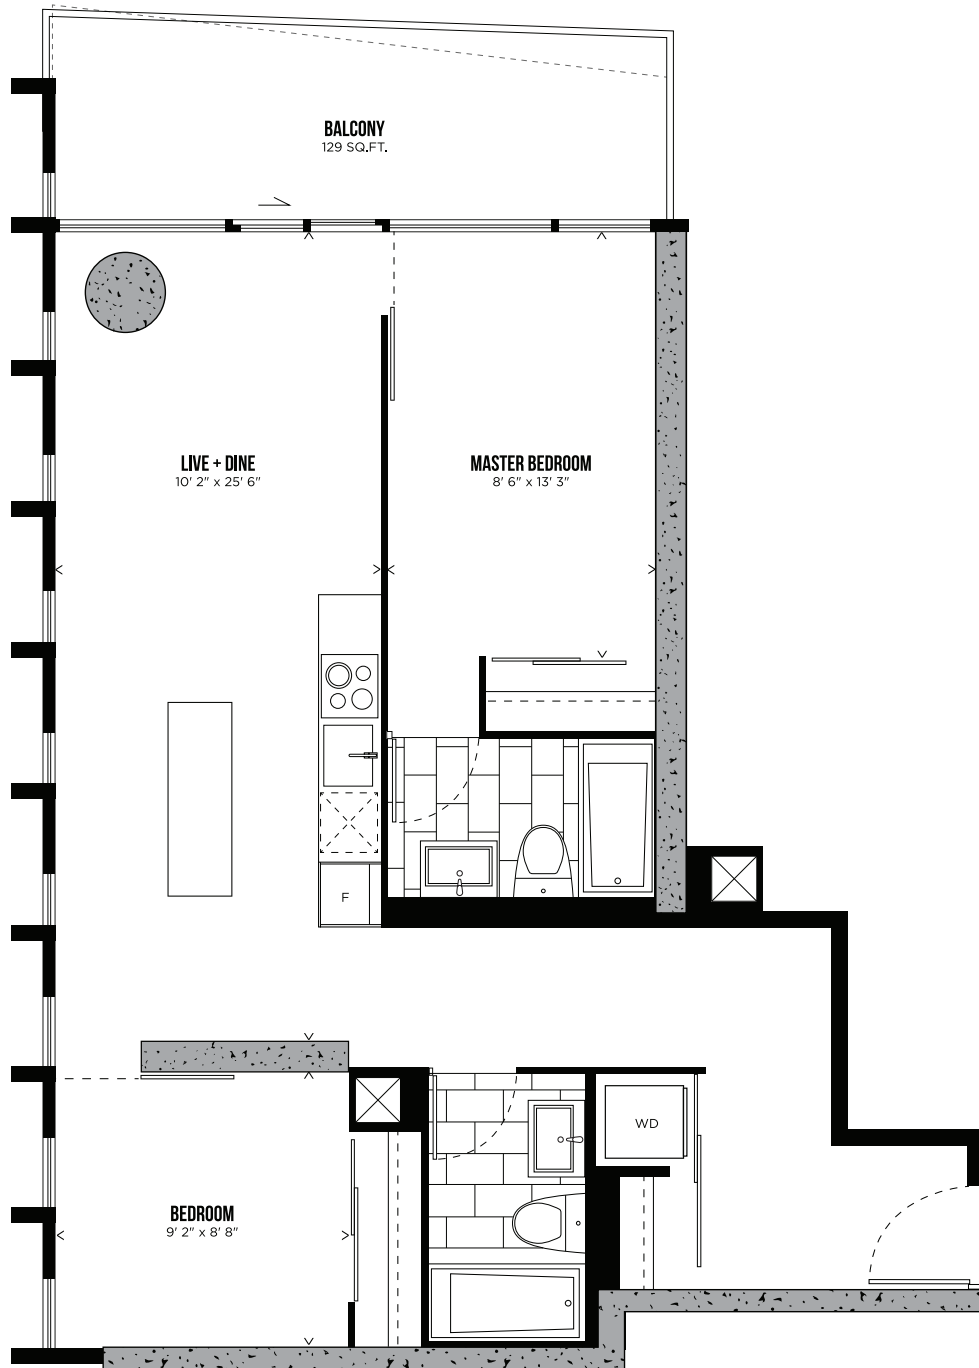 BALCONY
129 SQ.FT.
LIVE + DINE
10' 2" x 25' 6"
MASTER BEDROOM
8' 6" x 13' 3"
F
WD
BEDROOM
9' 2" x 8' 8"